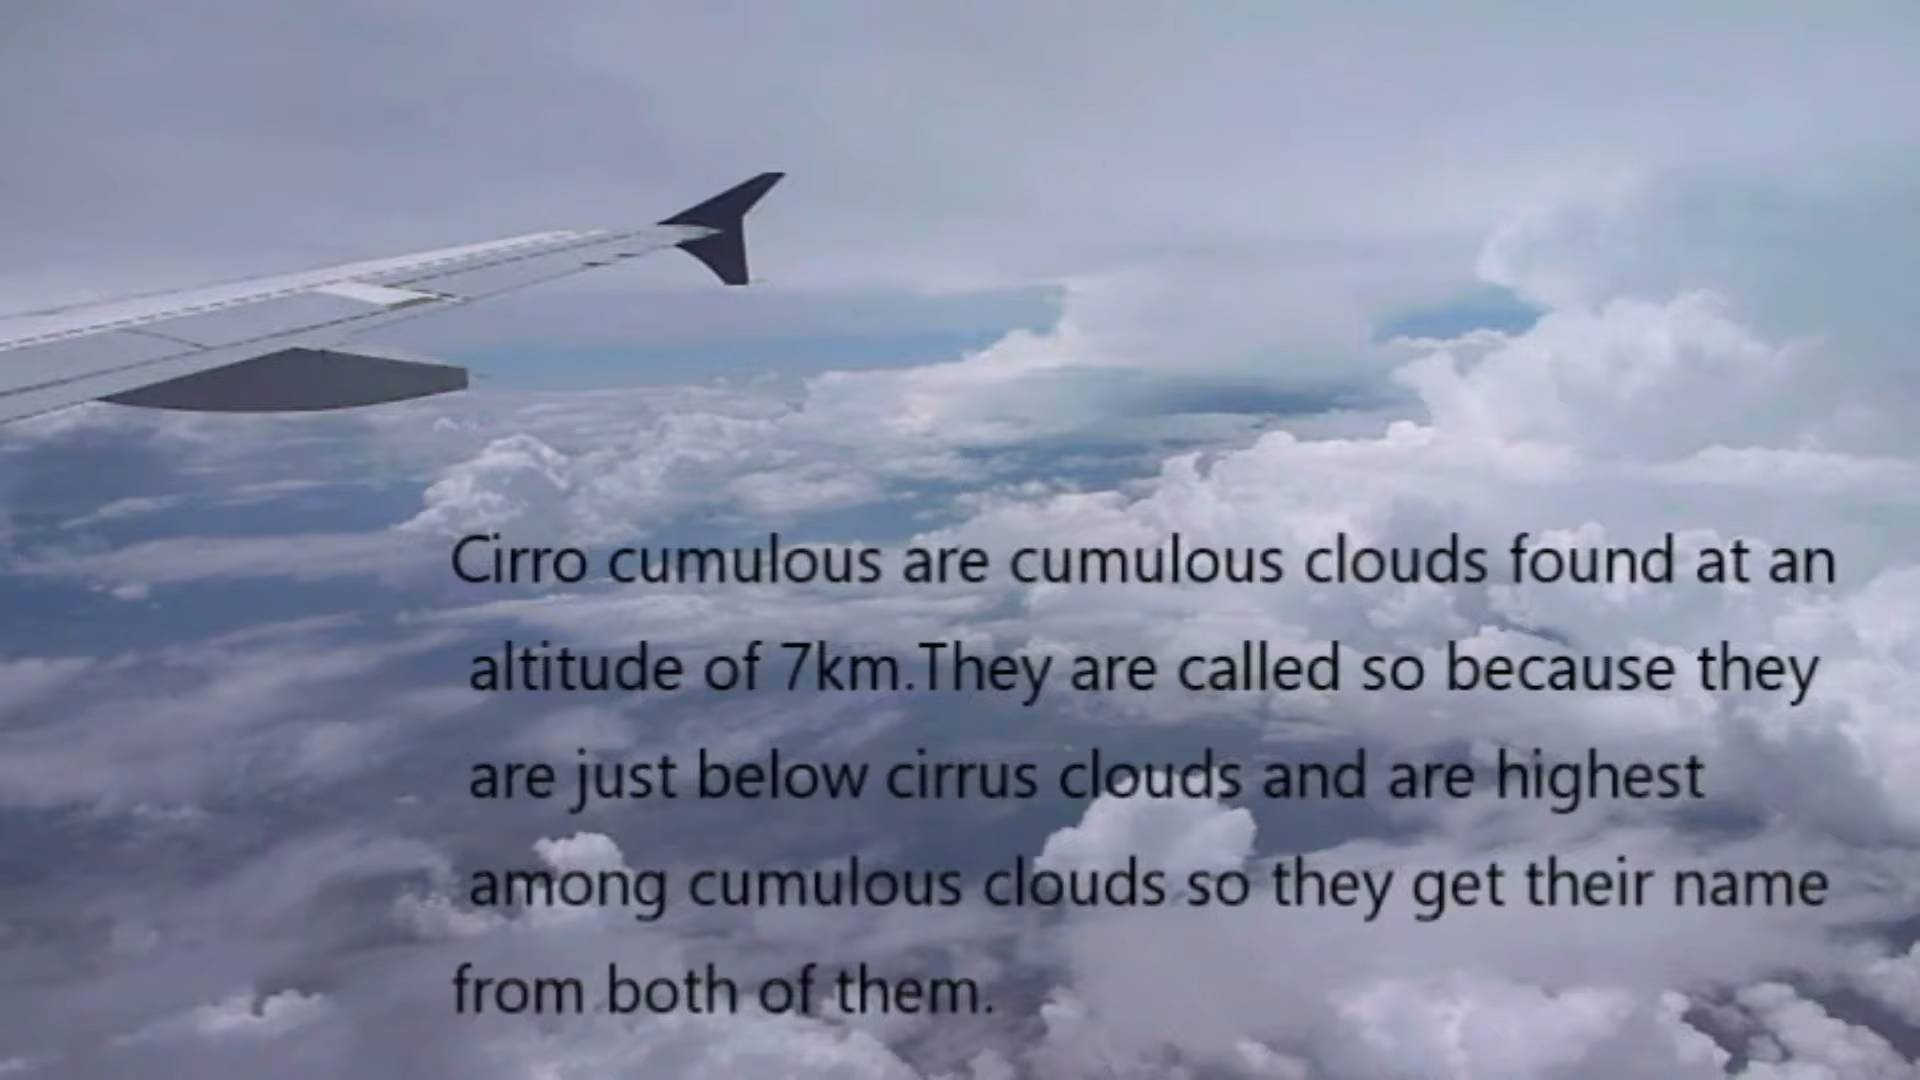 Cirro cumulous are cumulous clouds found at an
altitude of 7km.They are called so because they
are just below cirrus clouds and are highest
among cumulous clouds so they get their name
from both of them.